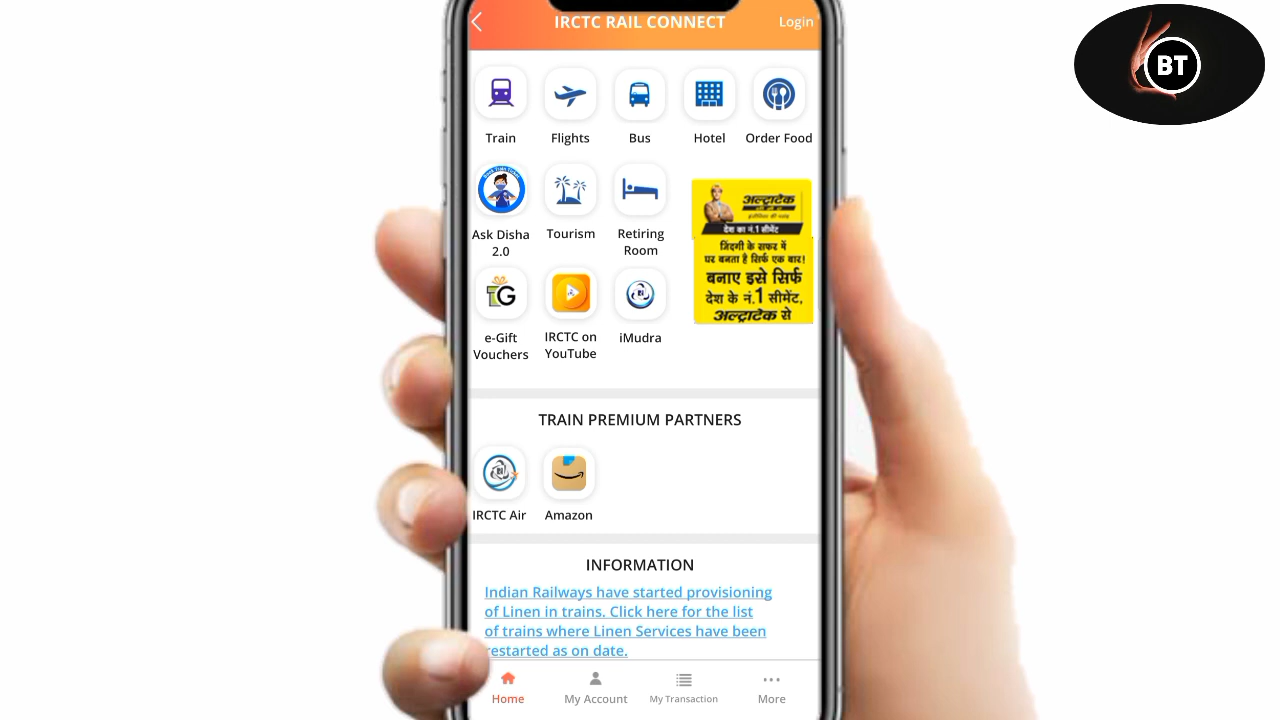 IRCTC RAIL CONNECT
Login
BT
Train
Flights
Bus
Hotel
Order Food
Ask Disha
2.0
Tourism
Retiring
Room
अल्ट्राटेक
देश का नं.1 सीमेंट
जिंदगी के सफर में
घर बनता है सिर्फ एक बार!
बनाए इसे सिर्फ
देश के नं.1 सीमेंट,
अल्ट्राटेक से
e-Gift
Vouchers
IRCTC on
YouTube
iMudra
TRAIN PREMIUM PARTNERS
IRCTC Air
Amazon
INFORMATION
Indian Railways have started provisioning
of Linen in trains. Click here for the list
of trains where Linen Services have been
restarted as on date.
Home
My Account
My Transaction
More